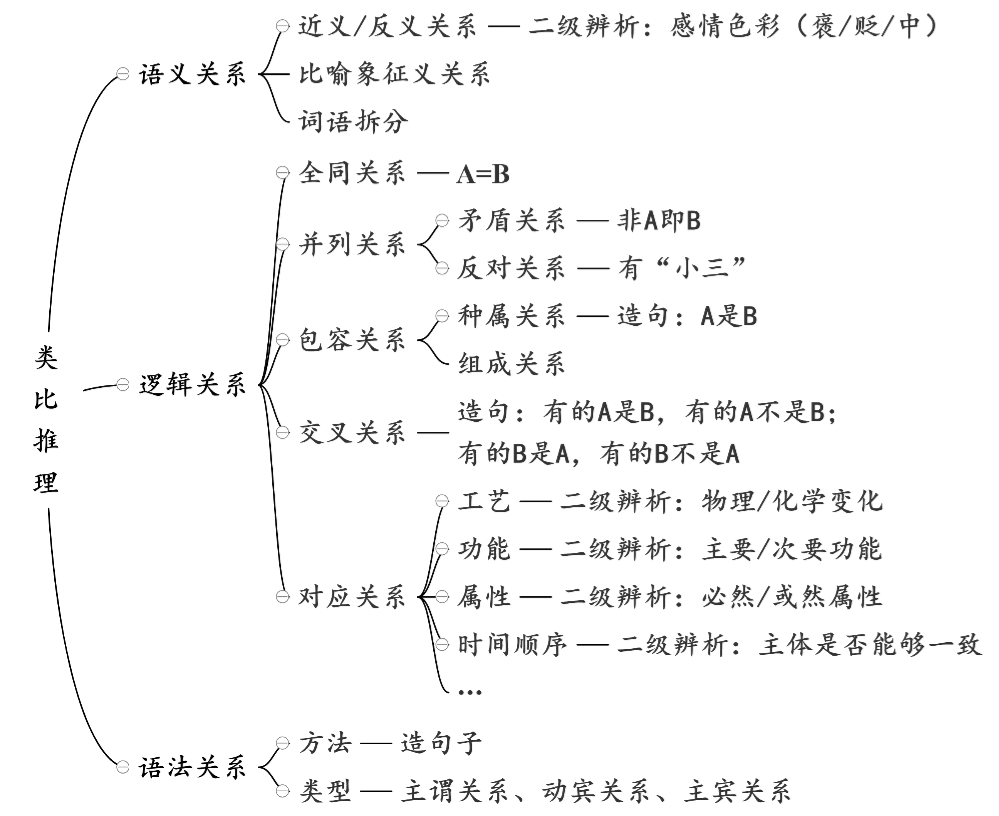 类比推理
语义关系
近义/反义关系 — 二级辨析：感情色彩（褒/贬/中）
比喻象征义关系
词语拆分
逻辑关系
全同关系 — A=B
并列关系
矛盾关系 — 非A即B
反对关系 — 有“小三”
包容关系
种属关系 — 造句：A是B
组成关系
交叉关系 — 造句：有的A是B，有的A不是B；
有的B是A，有的B不是A
对应关系
工艺 — 二级辨析：物理/化学变化
功能 — 二级辨析：主要/次要功能
属性 — 二级辨析：必然/或然属性
时间顺序 — 二级辨析：主体是否能够一致
...
语法关系
方法 — 造句子
类型 — 主谓关系、动宾关系、主宾关系